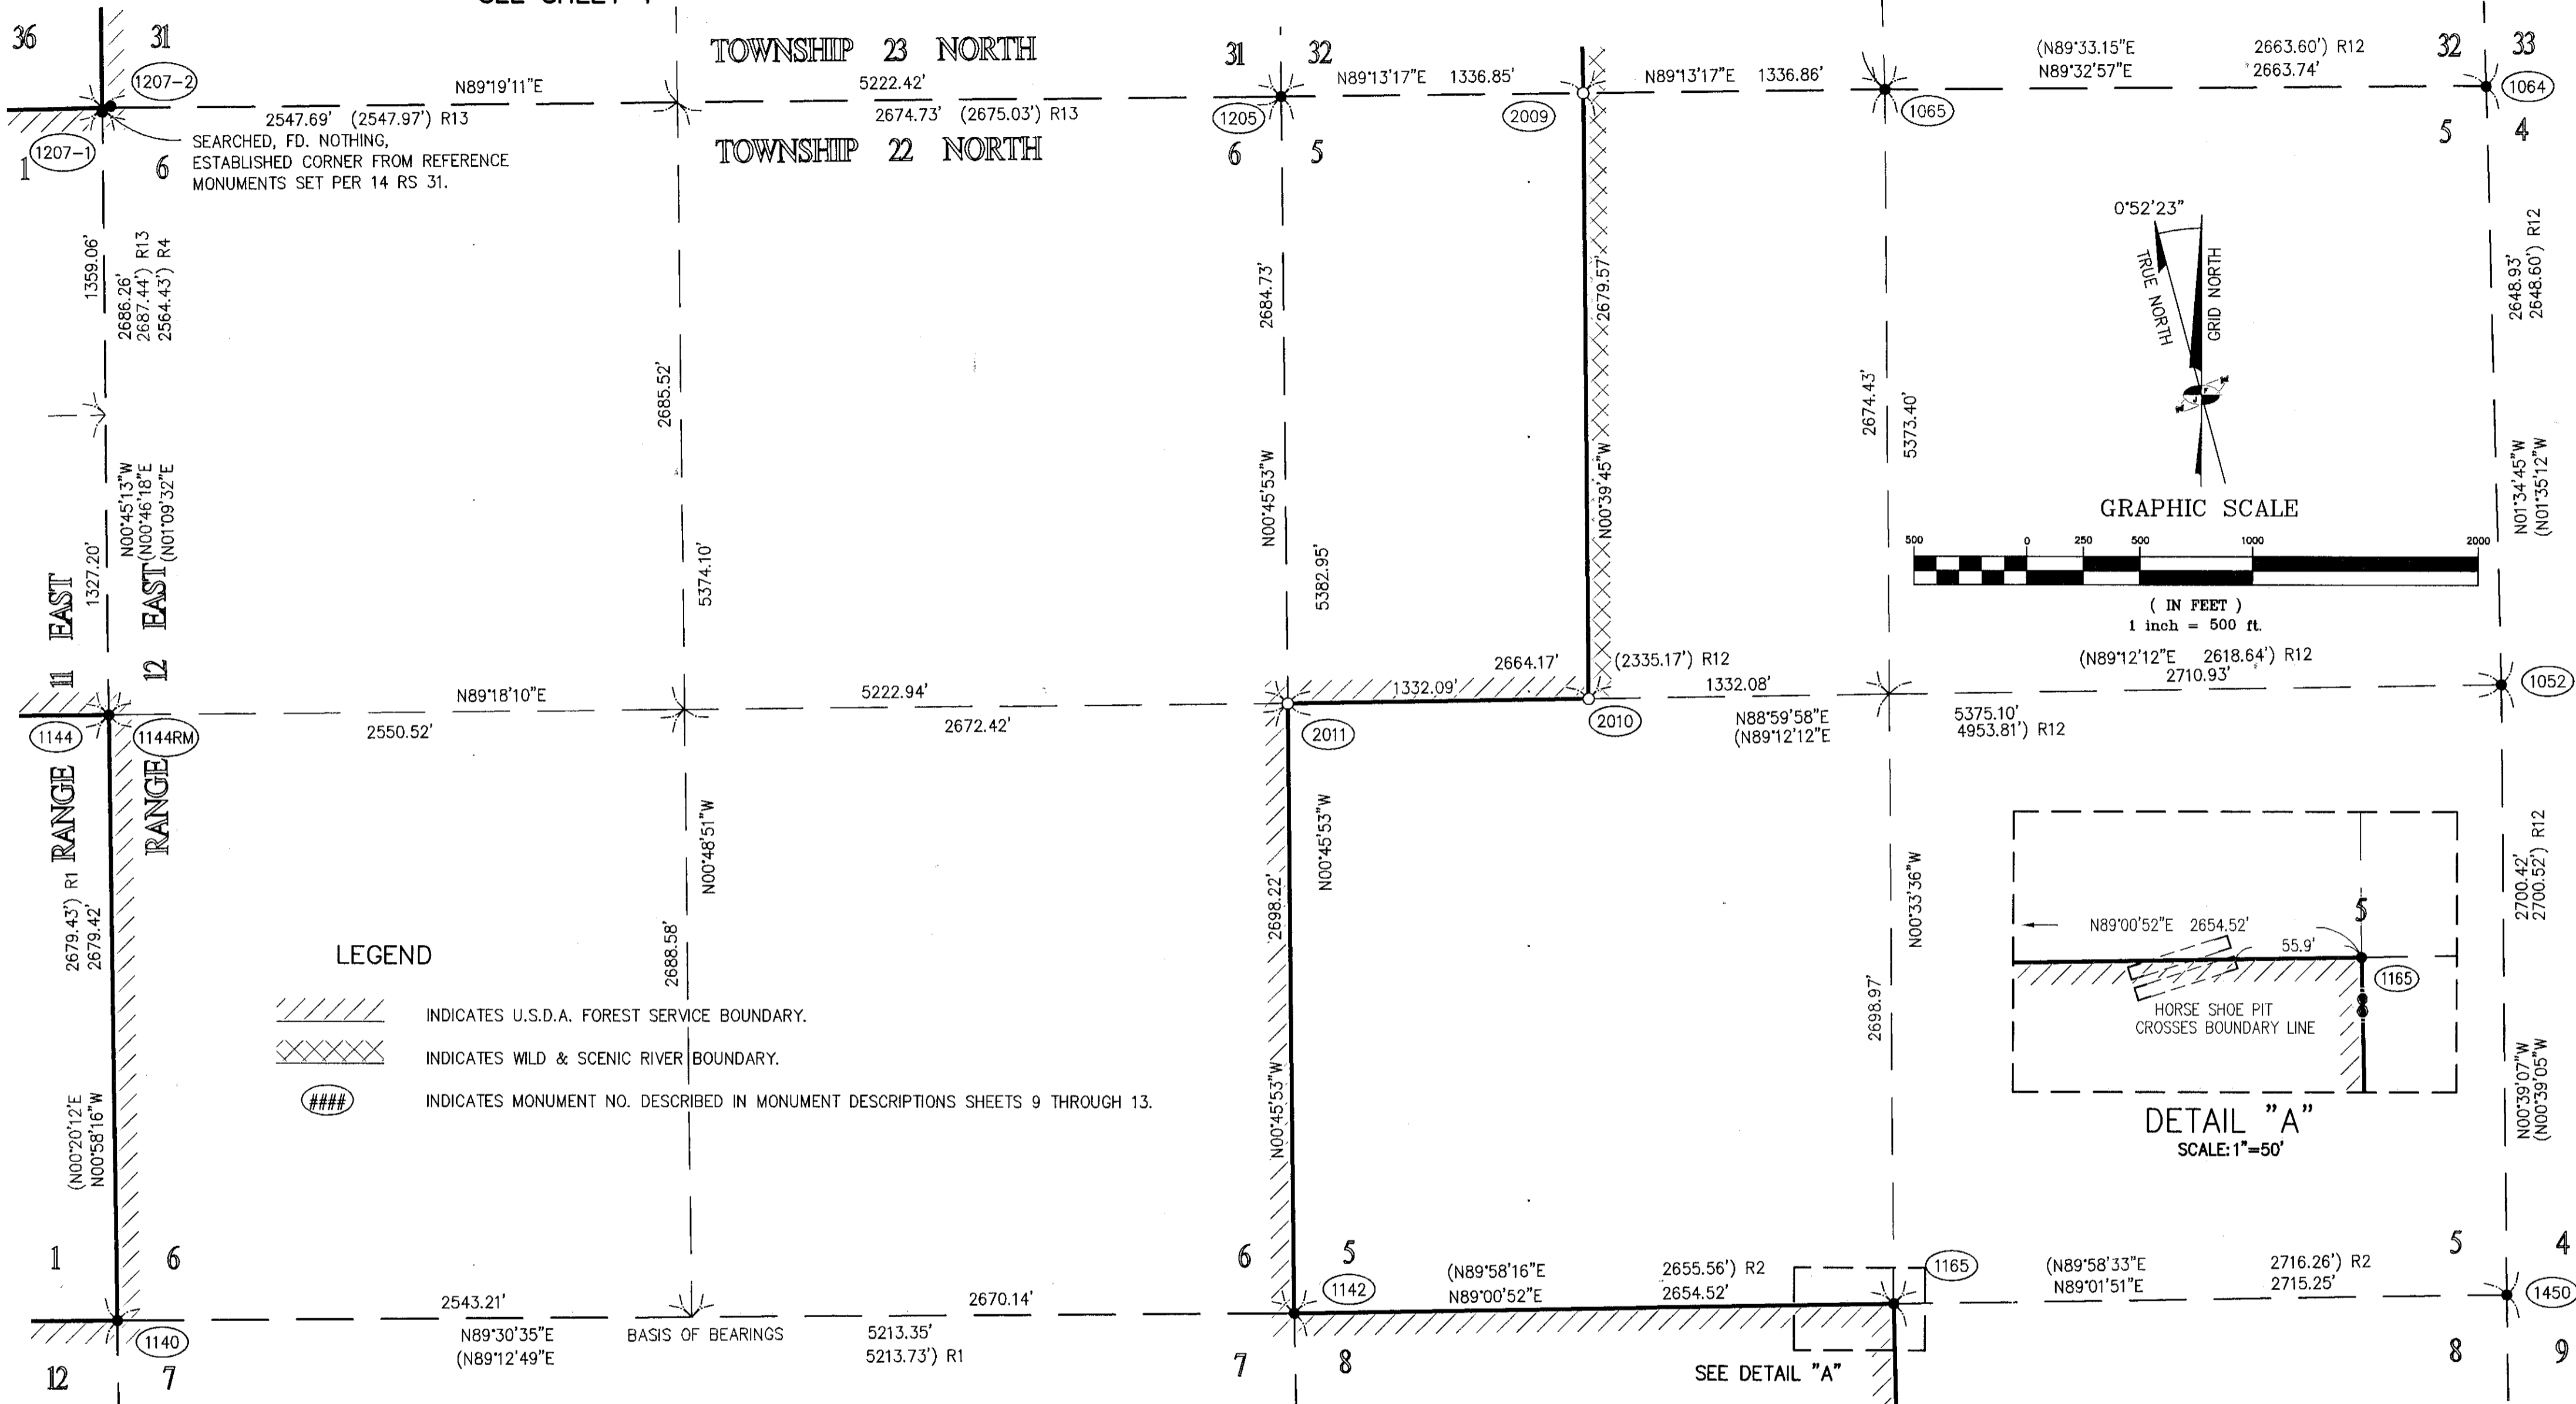 36
31
1207-2
N89°19'11"E
TOWNSHIP 23 NORTH
5222.42'
31
32
N89°13'17"E 1336.85'
N89°13'17"E 1336.86'
(N89°33.15"E 2663.60') R12
N89°32'57"E 2663.74'
32
33
1064
2547.69' (2547.97') R13
2674.73' (2675.03') R13
1205
2009
1065
1207-1
1
6
SEARCHED, FD. NOTHING,
ESTABLISHED CORNER FROM REFERENCE
MONUMENTS SET PER 14 RS 31.
TOWNSHIP 22 NORTH
6
5
5
4
1359.06'
2686.26'
2687.44') R13
2564.43') R4
2685.52'
2684.73'
2679.57'
2674.43'
5373.40'
0°52'23"
TRUE NORTH
GRID NORTH
2648.93'
2648.60') R12
N00°45'13"W
(N00°46'18"E
(N01°09'32"E
1327.20'
5374.10'
N00°45'53"W
5382.95'
N00°39'45"W
GRAPHIC SCALE
500 0 250 500 1000 2000
( IN FEET )
1 inch = 500 ft.
N01°34'45"W
(N01°35'12"W
RANGE 11 EAST
RANGE 12 EAST
1144
1144RM
N89°18'10"E
5222.94'
2550.52'
2672.42'
2664.17'
(2335.17') R12
1332.09'
1332.08'
2011
2010
N88°59'58"E
(N89°12'12"E
(N89°12'12"E 2618.64') R12
2710.93'
5375.10'
4953.81') R12
1052
2679.43') R1
2679.42'
(N00°20'12"E
N00°58'16"W
N00°48'51"W
2688.58'
N00°45'53"W
2698.22'
N00°45'53"W
N00°33'36"W
2698.97'
2700.42'
2700.52') R12
N00°39'07"W
(N00°39'05"W
LEGEND
INDICATES U.S.D.A. FOREST SERVICE BOUNDARY.
INDICATES WILD & SCENIC RIVER BOUNDARY.
####
INDICATES MONUMENT NO. DESCRIBED IN MONUMENT DESCRIPTIONS SHEETS 9 THROUGH 13.
N89°00'52"E 2654.52'
5
55.9'
1165
8
HORSE SHOE PIT
CROSSES BOUNDARY LINE
DETAIL "A"
SCALE: 1"=50'
1
6
6
5
1142
(N89°58'16"E 2655.56') R2
N89°00'52"E 2654.52'
1165
(N89°58'33"E 2716.26') R2
N89°01'51"E 2715.25'
5
4
1450
1140
2543.21'
2670.14'
N89°30'35"E BASIS OF BEARINGS 5213.35'
(N89°12'49"E 5213.73') R1
12
7
7
8
SEE DETAIL "A"
8
9